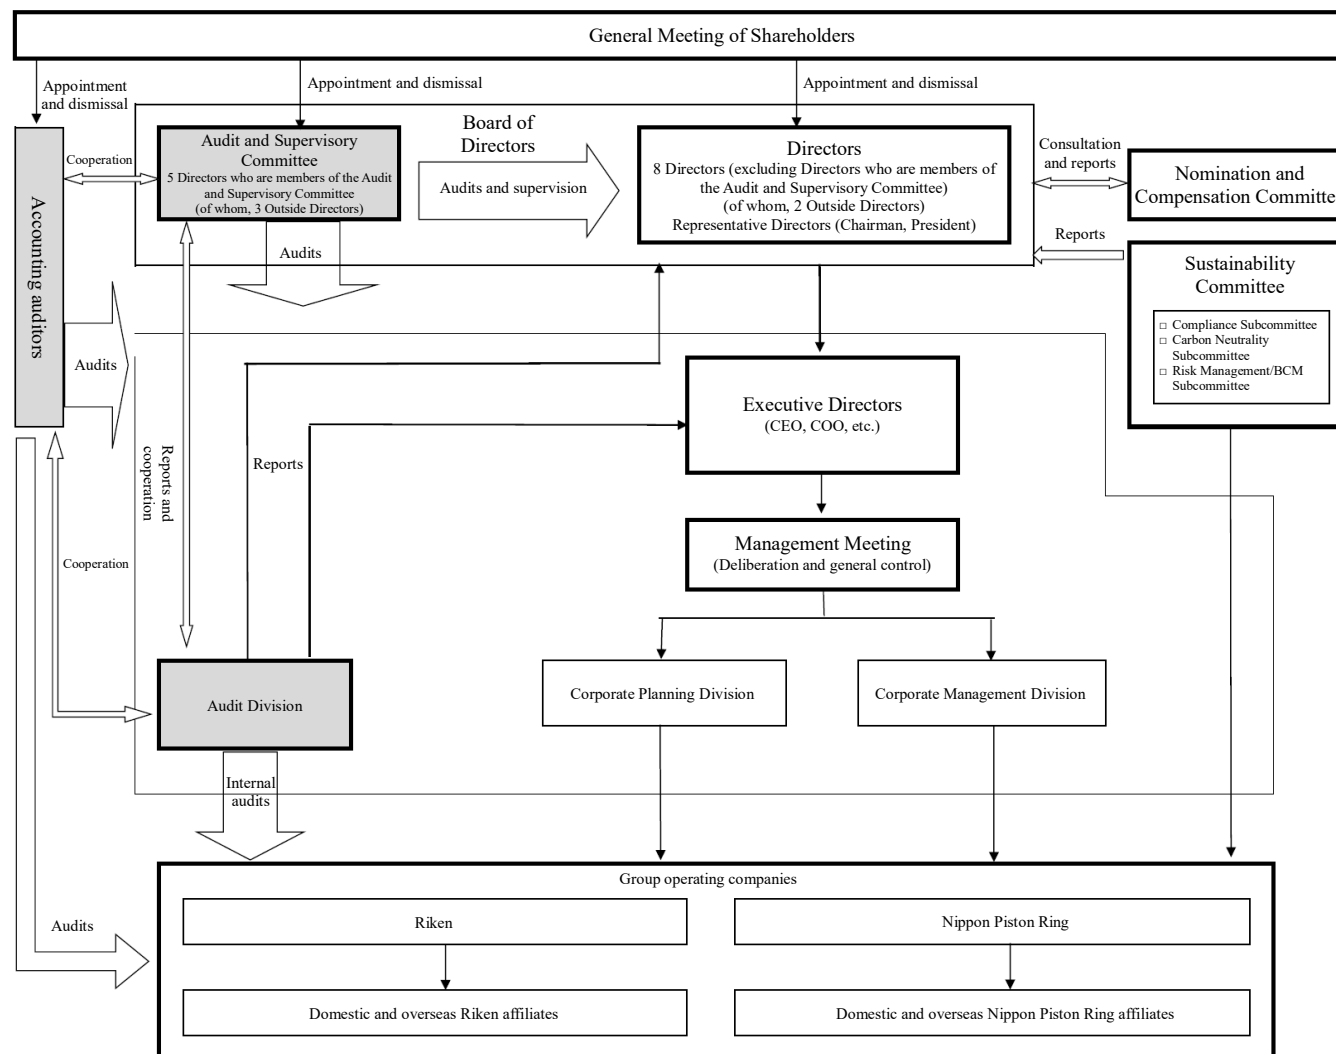 General Meeting of Shareholders
Appointment
and dismissal
Appointment and dismissal
Appointment and dismissal
Accounting auditors
Cooperation
Audit and Supervisory
Committee
5 Directors who are members of the Audit
and Supervisory Committee
(of whom, 3 Outside Directors)
Board of
Directors
Audits and supervision
Directors
8 Directors (excluding Directors who are members of
the Audit and Supervisory Committee)
(of whom, 2 Outside Directors)
Representative Directors (Chairman, President)
Consultation
and reports
Nomination and
Compensation Committe
Reports
Sustainability
Committee
□ Compliance Subcommittee
□ Carbon Neutrality
Subcommittee
□ Risk Management/BCM
Subcommittee
Audits
Audits
Reports and
cooperation
Reports
Executive Directors
(CEO, COO, etc.)
Management Meeting
(Deliberation and general control)
Cooperation
Audit Division
Corporate Planning Division
Corporate Management Division
Internal
audits
Audits
Group operating companies
Riken
Nippon Piston Ring
Domestic and overseas Riken affiliates
Domestic and overseas Nippon Piston Ring affiliates